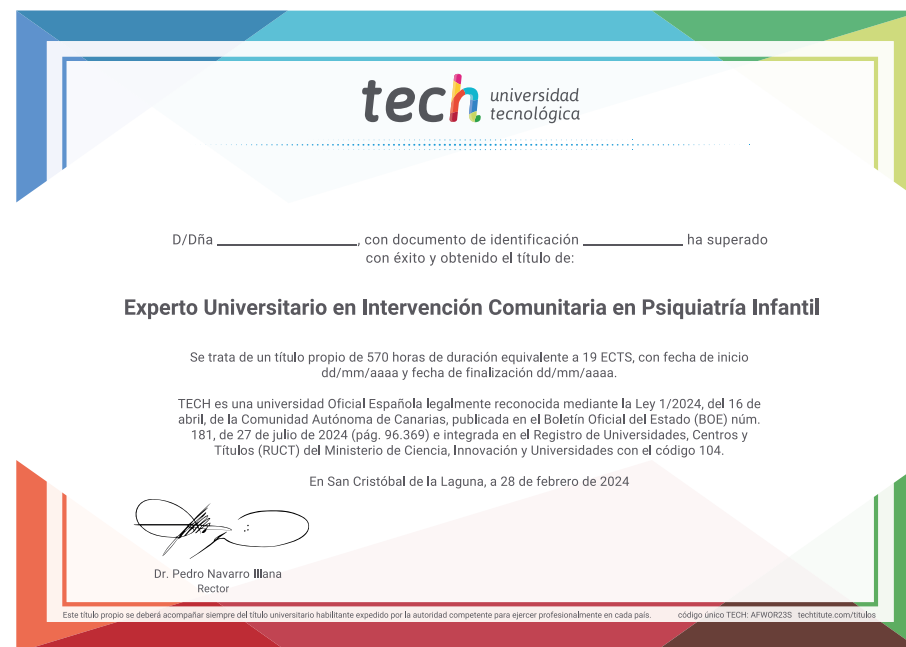 tech universidad
tecnológica
D/Dña ____________________, con documento de identificación ______________ ha superado
con éxito y obtenido el título de:
Experto Universitario en Intervención Comunitaria en Psiquiatría Infantil
Se trata de un título propio de 570 horas de duración equivalente a 19 ECTS, con fecha de inicio
dd/mm/aaaa y fecha de finalización dd/mm/aaaa.
TECH es una universidad Oficial Española legalmente reconocida mediante la Ley 1/2024, del 16 de
abril, de la Comunidad Autónoma de Canarias, publicada en el Boletín Oficial del Estado (BOE) núm.
181, de 27 de julio de 2024 (pág. 96.369) e integrada en el Registro de Universidades, Centros y
Títulos (RUCT) del Ministerio de Ciencia, Innovación y Universidades con el código 104.
En San Cristóbal de la Laguna, a 28 de febrero de 2024
Dr. Pedro Navarro Illana
Rector
Este título propio se deberá acompañar siempre del título universitario habilitante expedido por la autoridad competente para ejercer profesionalmente en cada país. código único TECH: AFWOR23S techtitute.com/titulos